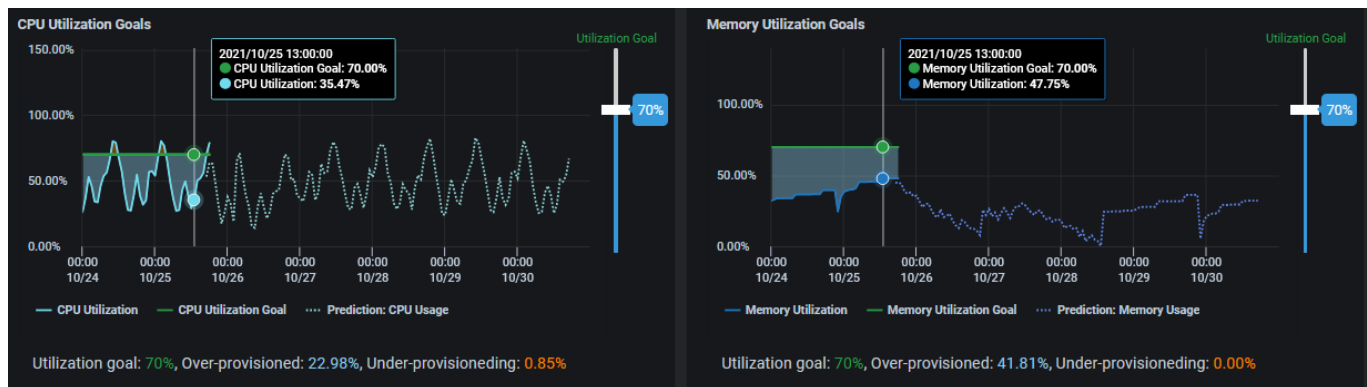 CPU Utilization Goals
Utilization Goal
150.00%
100.00%
50.00%
0.00%
2021/10/25 13:00:00
CPU Utilization Goal: 70.00%
CPU Utilization: 35.47%
70%
00:00 00:00 00:00 00:00 00:00 00:00 00:00
10/24 10/25 10/26 10/27 10/28 10/29 10/30
CPU Utilization CPU Utilization Goal Prediction: CPU Usage
Utilization goal: 70%, Over-provisioned: 22.98%, Under-provisioneding: 0.85%
Memory Utilization Goals
Utilization Goal
100.00%
50.00%
0.00%
2021/10/25 13:00:00
Memory Utilization Goal: 70.00%
Memory Utilization: 47.75%
70%
00:00 00:00 00:00 00:00 00:00 00:00 00:00
10/24 10/25 10/26 10/27 10/28 10/29 10/30
Memory Utilization Memory Utilization Goal Prediction: Memory Usage
Utilization goal: 70%, Over-provisioned: 41.81%, Under-provisioneding: 0.00%